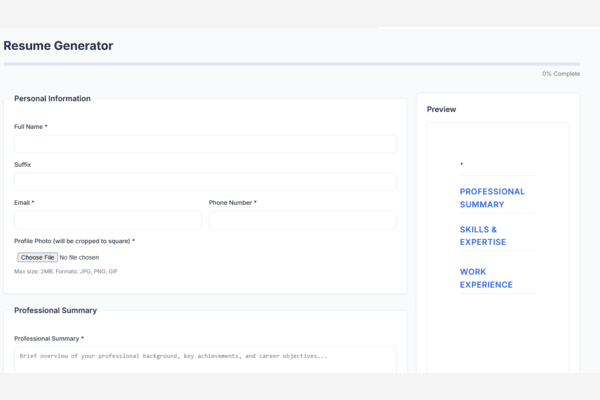 Resume Generator
0% Complete
Personal Information
Full Name *
Suffix
Email *
Phone Number *
Profile Photo (will be cropped to square) *
Choose File No file chosen
Max size: 2MB. Formats: JPG, PNG, GIF
Professional Summary
Professional Summary *
Brief overview of your professional background, key achievements, and career objectives...
Preview
•
PROFESSIONAL
SUMMARY
SKILLS &
EXPERTISE
WORK
EXPERIENCE